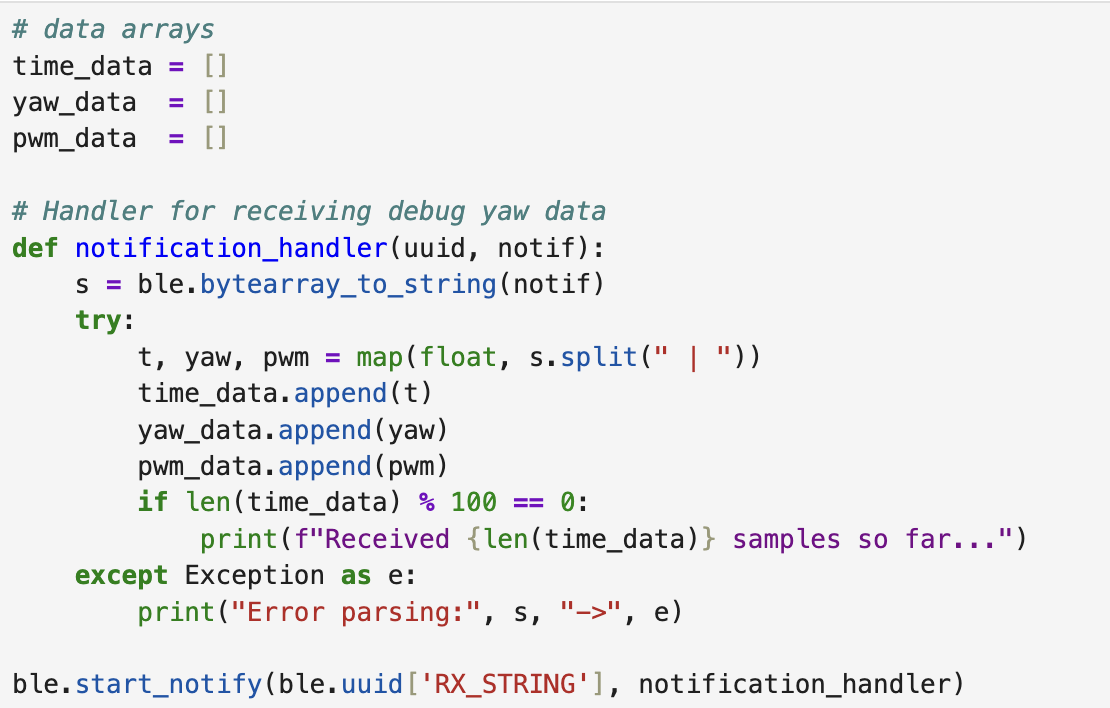 # data arrays
time_data = []
yaw_data  = []
pwm_data  = []

# Handler for receiving debug yaw data
def notification_handler(uuid, notif):
    s = ble.bytearray_to_string(notif)
    try:
        t, yaw, pwm = map(float, s.split(" | "))
        time_data.append(t)
        yaw_data.append(yaw)
        pwm_data.append(pwm)
        if len(time_data) % 100 == 0:
            print(f"Received {len(time_data)} samples so far...")
    except Exception as e:
        print("Error parsing:", s, "->", e)

ble.start_notify(ble.uuid['RX_STRING'], notification_handler)